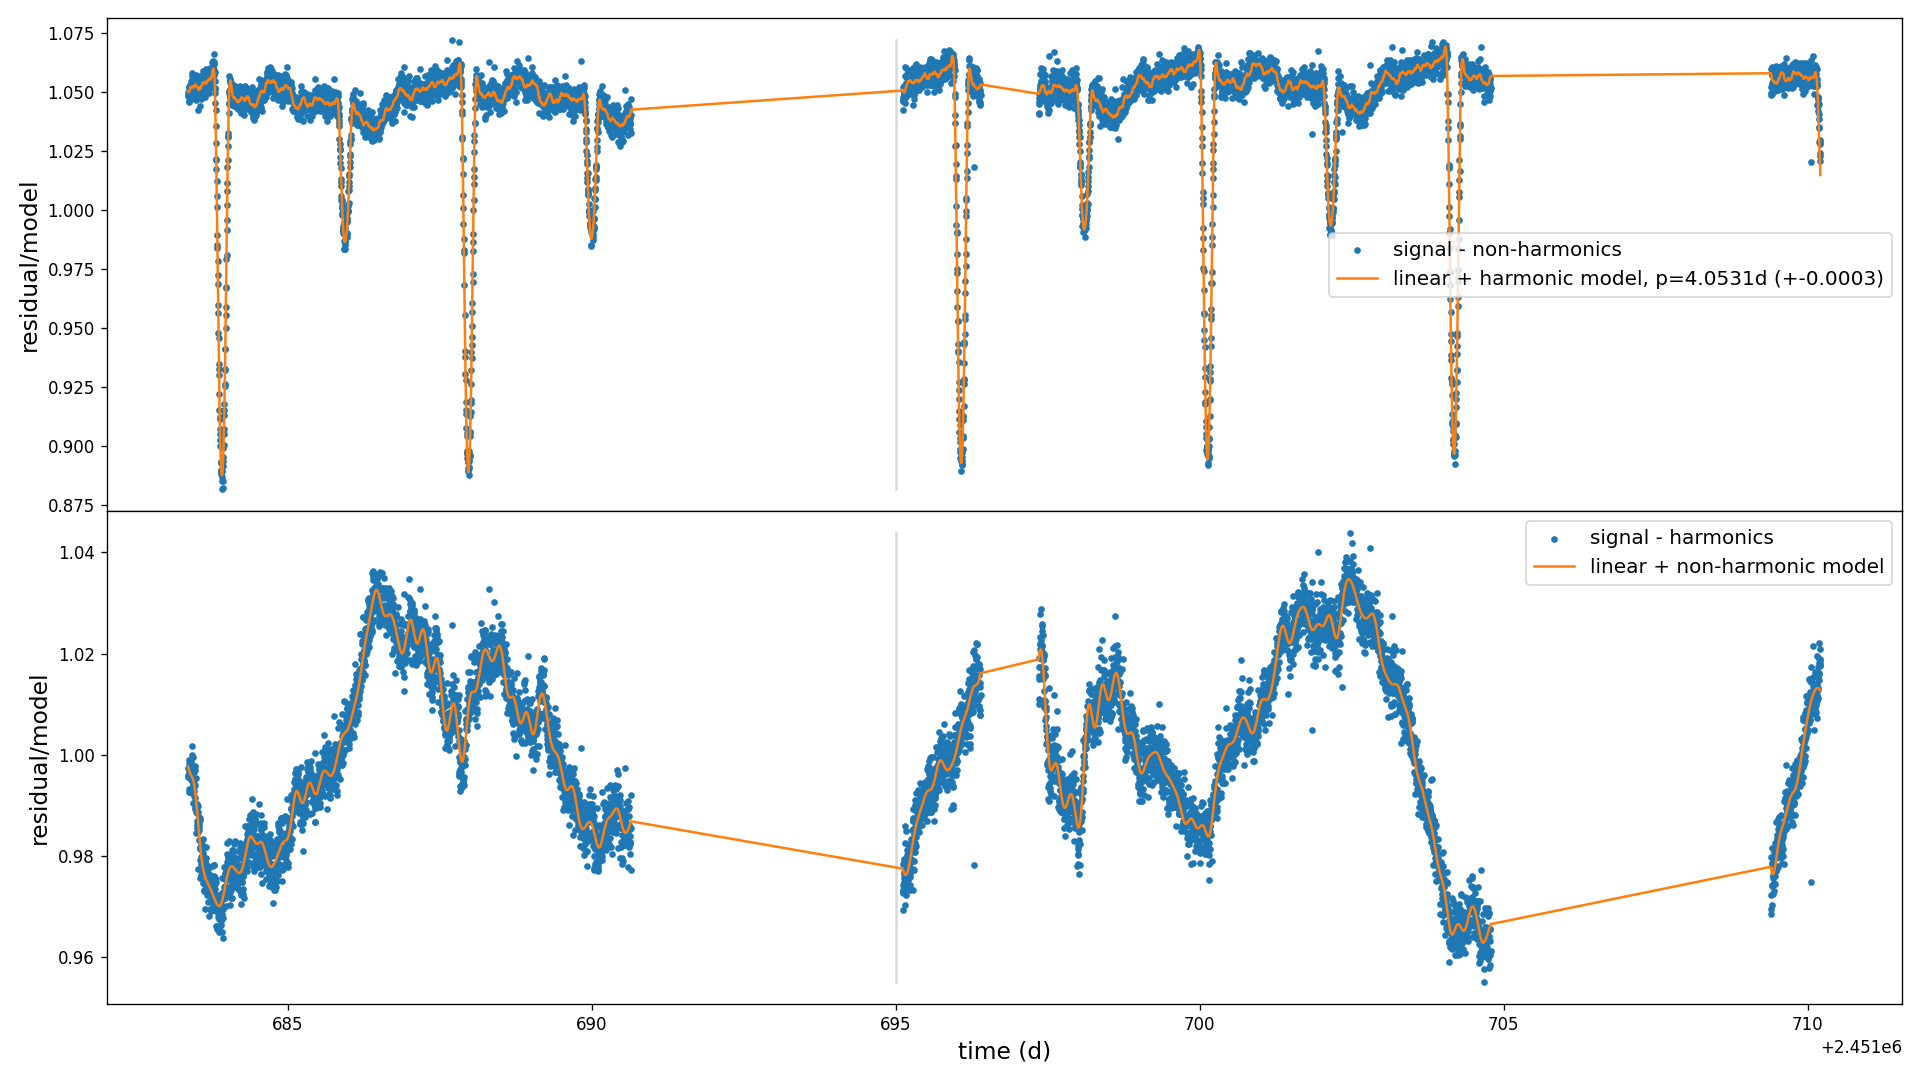 1.075
1.050
1.025
1.000
0.975
0.950
0.925
0.900
0.875
residual/model
signal - non-harmonics
linear + harmonic model, p=4.0531d (+-0.0003)
1.04
1.02
1.00
0.98
0.96
residual/model
signal - harmonics
linear + non-harmonic model
685
690
695
700
705
710
time (d)
+2.451e6